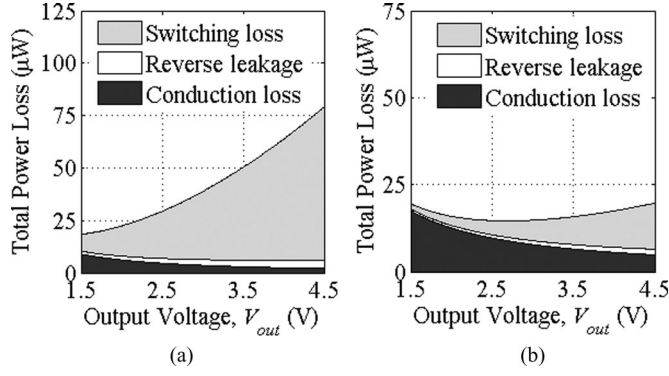 Total Power Loss (µW)
125
100
75
50
25
0
Switching loss
Reverse leakage
Conduction loss
1.5
2.5
3.5
4.5
Output Voltage, Vout (V)
(a)
Total Power Loss (µW)
75
50
25
0
Switching loss
Reverse leakage
Conduction loss
1.5
2.5
3.5
4.5
Output Voltage, Vout (V)
(b)